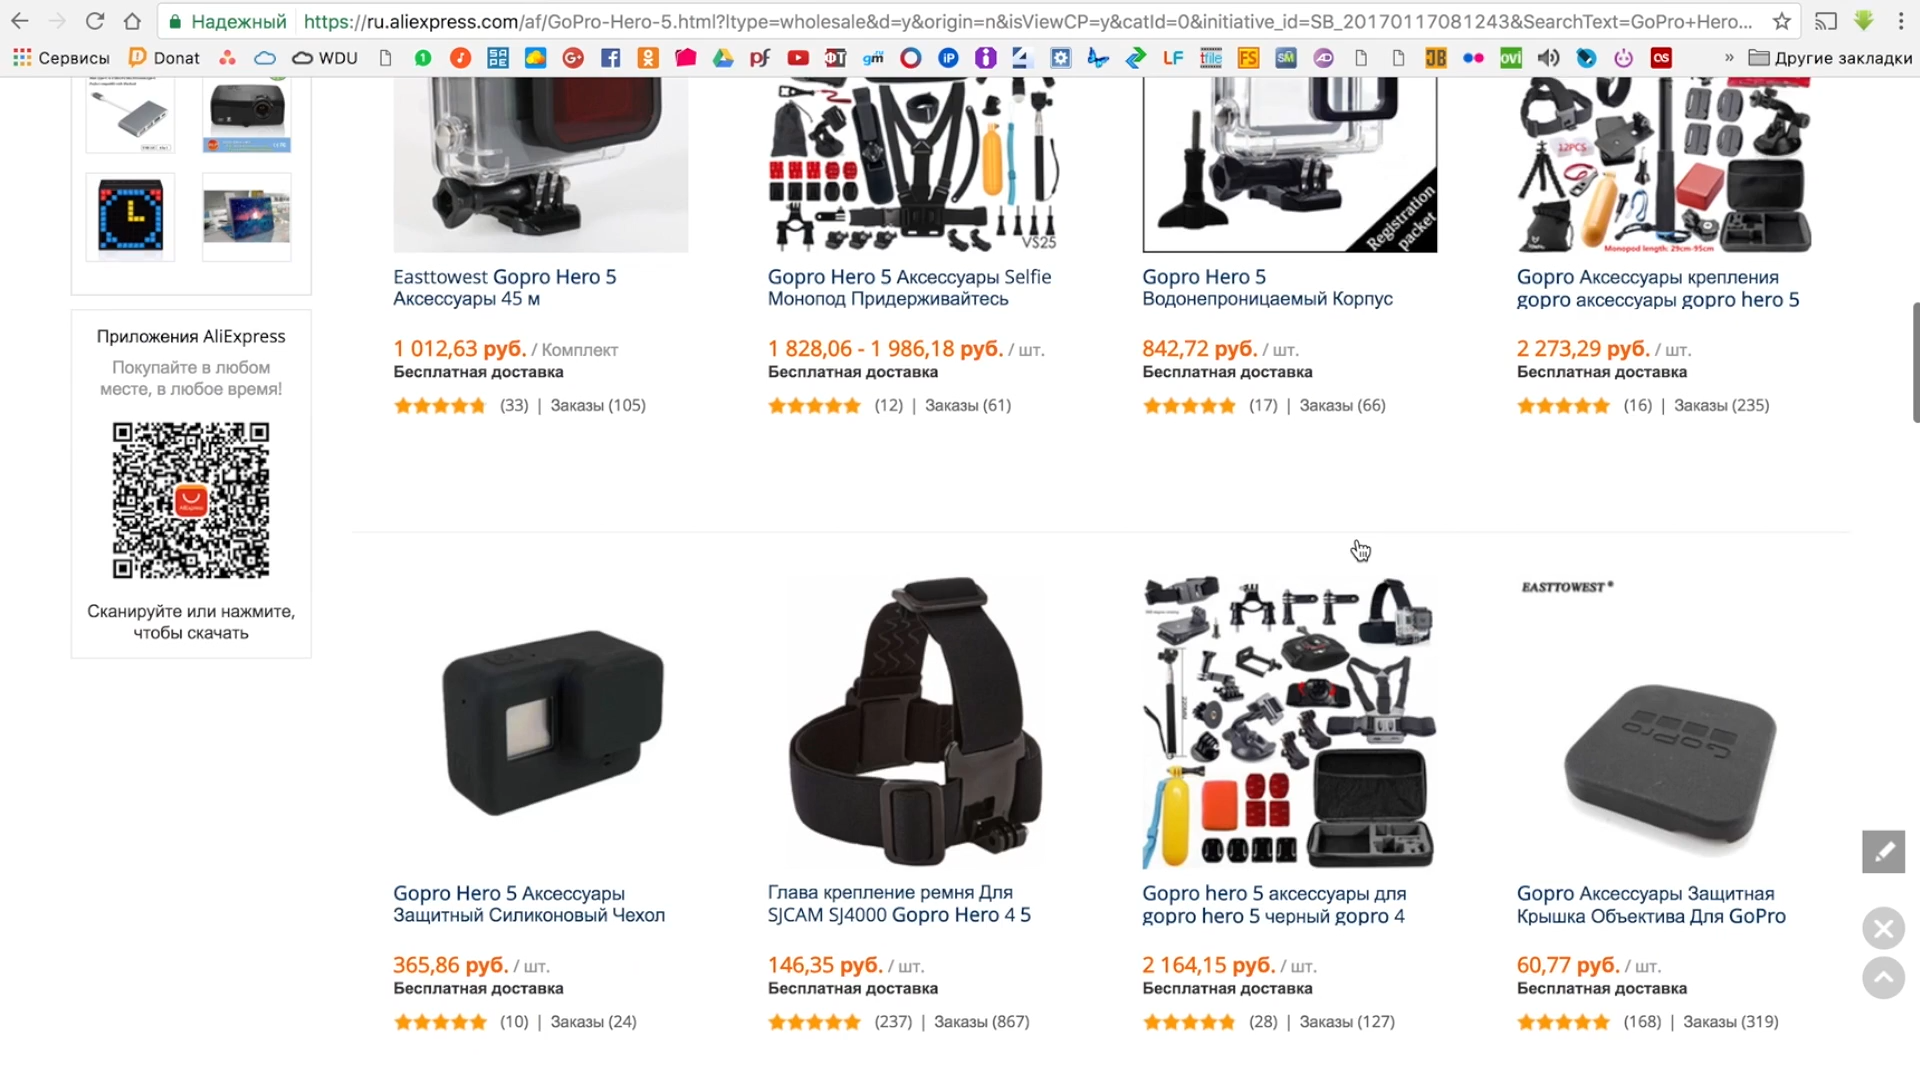 Надежный
https://ru.aliexpress.com/af/GoPro-Hero-5.html?ltype=wholesale&d=y&origin=n&isViewCP=y&catId=0&initiative_id=SB_20170117081243&SearchText=GoPro+Hero...
Сервисы
Donat
WDU
Другие закладки
VS25
Registration packet
12PCS
Monopod length: 29cm-95cm
Easttowest Gopro Hero 5
Аксессуары 45 м
1 012,63 руб. / Комплект
Бесплатная доставка
(33) | Заказы (105)
Gopro Hero 5 Аксессуары Selfie
Монопод Придерживайтесь
1 828,06 - 1 986,18 руб. / шт.
Бесплатная доставка
(12) | Заказы (61)
Gopro Hero 5
Водонепроницаемый Корпус
842,72 руб. / шт.
Бесплатная доставка
(17) | Заказы (66)
Gopro Аксессуары крепления
gopro аксессуары gopro hero 5
2 273,29 руб. / шт.
Бесплатная доставка
(16) | Заказы (235)
Приложения AliExpress
Покупайте в любом
месте, в любое время!
Сканируйте или нажмите,
чтобы скачать
EASTTOWEST®
GoPro
Gopro Hero 5 Аксессуары
Защитный Силиконовый Чехол
365,86 руб. / шт.
Бесплатная доставка
(10) | Заказы (24)
Глава крепление ремня Для
SJCAM SJ4000 Gopro Hero 4 5
146,35 руб. / шт.
Бесплатная доставка
(237) | Заказы (867)
Gopro hero 5 аксессуары для
gopro hero 5 черный gopro 4
2 164,15 руб. / шт.
Бесплатная доставка
(28) | Заказы (127)
Gopro Аксессуары Защитная
Крышка Объектива Для GoPro
60,77 руб. / шт.
Бесплатная доставка
(168) | Заказы (319)